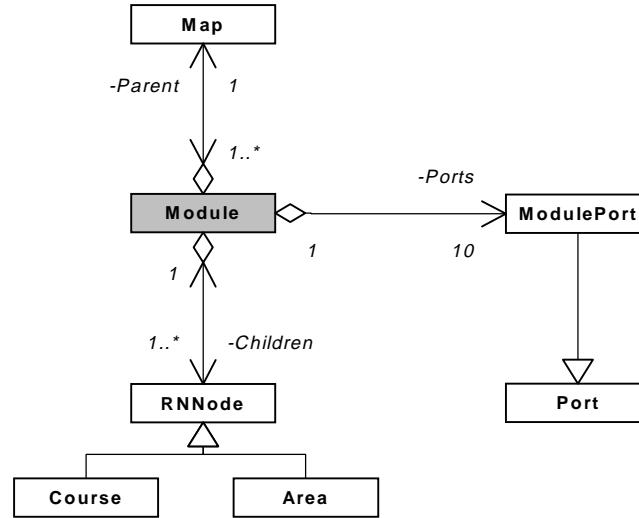 Map
-Parent 1
1..*
-Ports
Module
ModulePort
1 10
1
1..* -Children
RNNode
Port
Course
Area